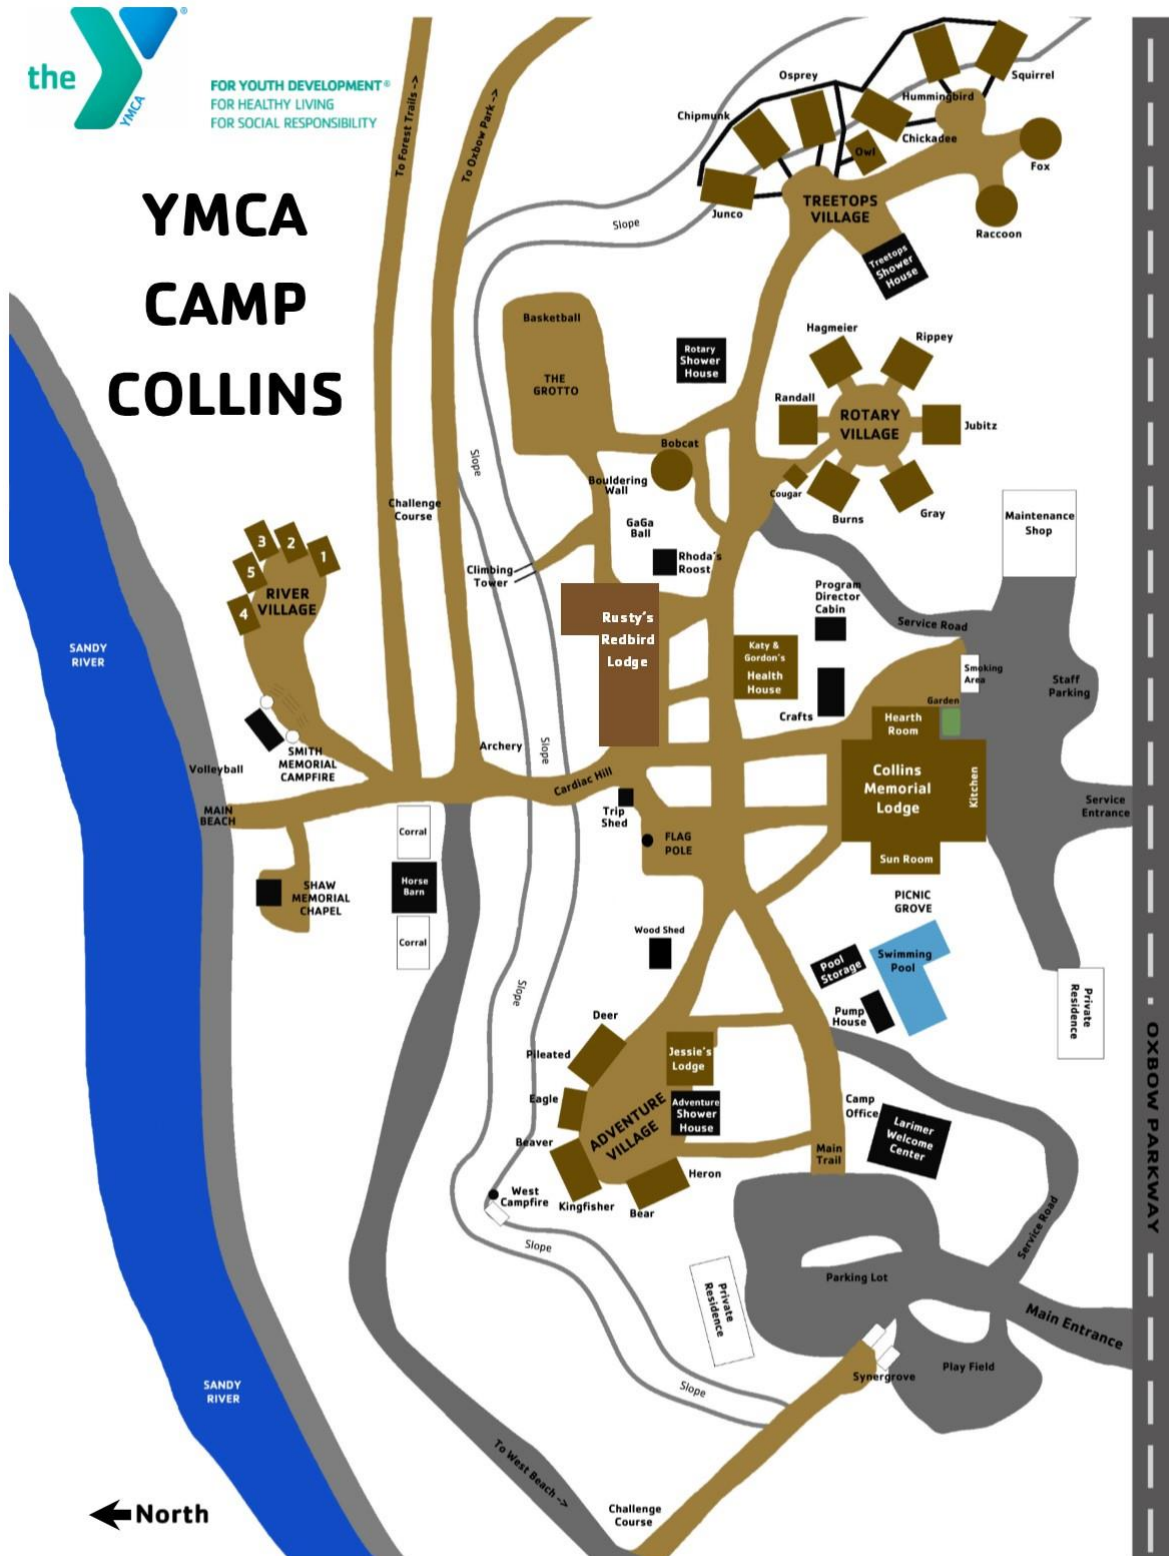 the
YMCA
FOR YOUTH DEVELOPMENT®
FOR HEALTHY LIVING
FOR SOCIAL RESPONSIBILITY
YMCA
CAMP
COLLINS
To Forest Trails ->
To Oxbow Park ->
Osprey
Squirrel
Hummingbird
Chipmunk
Chickadee
Owl
Fox
Junco
TREETOPS
VILLAGE
Raccoon
Slope
Treetops
Shower
House
Basketball
THE
GROTTO
Rotary
Shower
House
Hagmeier
Rippey
Randall
ROTARY
VILLAGE
Jubitz
Bobcat
Slope
Bouldering
Wall
Cougar
Burns
Gray
Challenge
Course
GaGa
Ball
Maintenance
Shop
Rhoda's
Roost
Climbing
Tower
3
2
1
5
4
RIVER
VILLAGE
Program
Director
Cabin
Service Road
Rusty's
Redbird
Lodge
Katy &
Gordon's
Health
House
SANDY
RIVER
Smoking
Area
Staff
Parking
Garden
Crafts
Hearth
Room
Archery
Slope
SMITH
MEMORIAL
CAMPFIRE
Volleyball
Cardiac Hill
Collins
Memorial
Lodge
Kitchen
MAIN
BEACH
Trip
Shed
Service
Entrance
Corral
FLAG
POLE
Sun Room
Horse
Barn
SHAW
MEMORIAL
CHAPEL
PICNIC
GROVE
Corral
Wood Shed
Pool
Storage
Swimming
Pool
Slope
Pump
House
Private
Residence
Deer
Pileated
Jessie's
Lodge
Eagle
Adventure
Shower
House
ADVENTURE
VILLAGE
Camp
Office
Larimer
Welcome
Center
OXBOW PARKWAY
Beaver
Main
Trail
Heron
West
Campfire
Kingfisher
Bear
Slope
Service Road
Private
Residence
Parking Lot
Main Entrance
Play Field
Synergrove
SANDY
RIVER
Slope
To West Beach ->
North
Challenge
Course